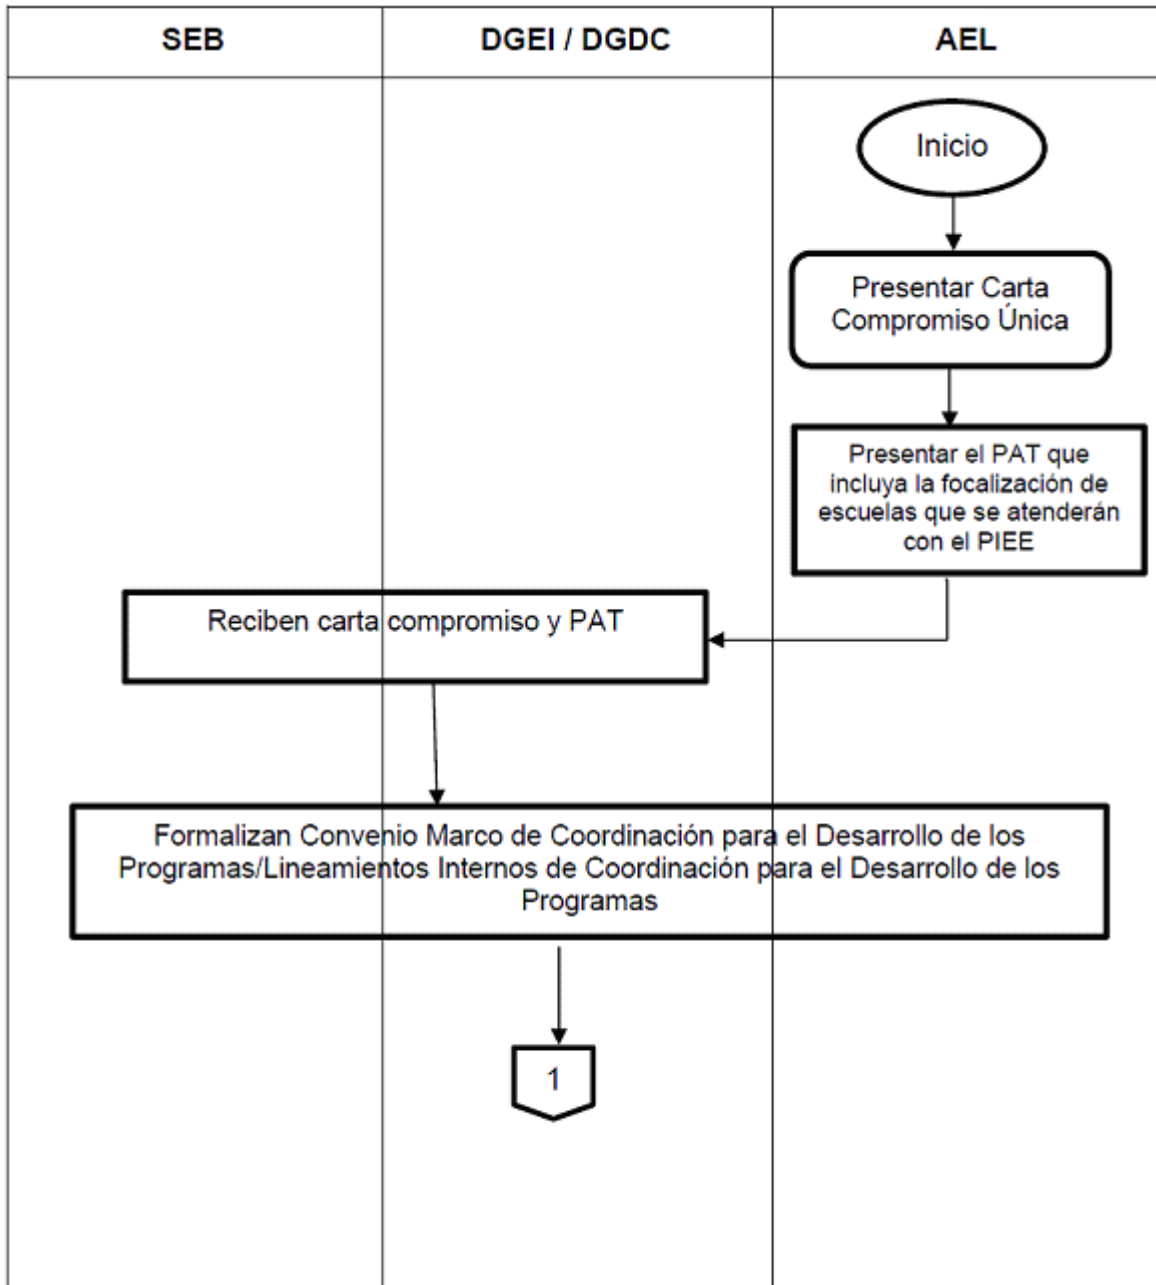 SEB
DGEI / DGDC
AEL
Inicio
Presentar Carta
Compromiso Única
Presentar el PAT que
incluya la focalización de
escuelas que se atenderán
con el PIEE
Reciben carta compromiso y PAT
Formalizan Convenio Marco de Coordinación para el Desarrollo de los
Programas/Lineamientos Internos de Coordinación para el Desarrollo de los
Programas
1